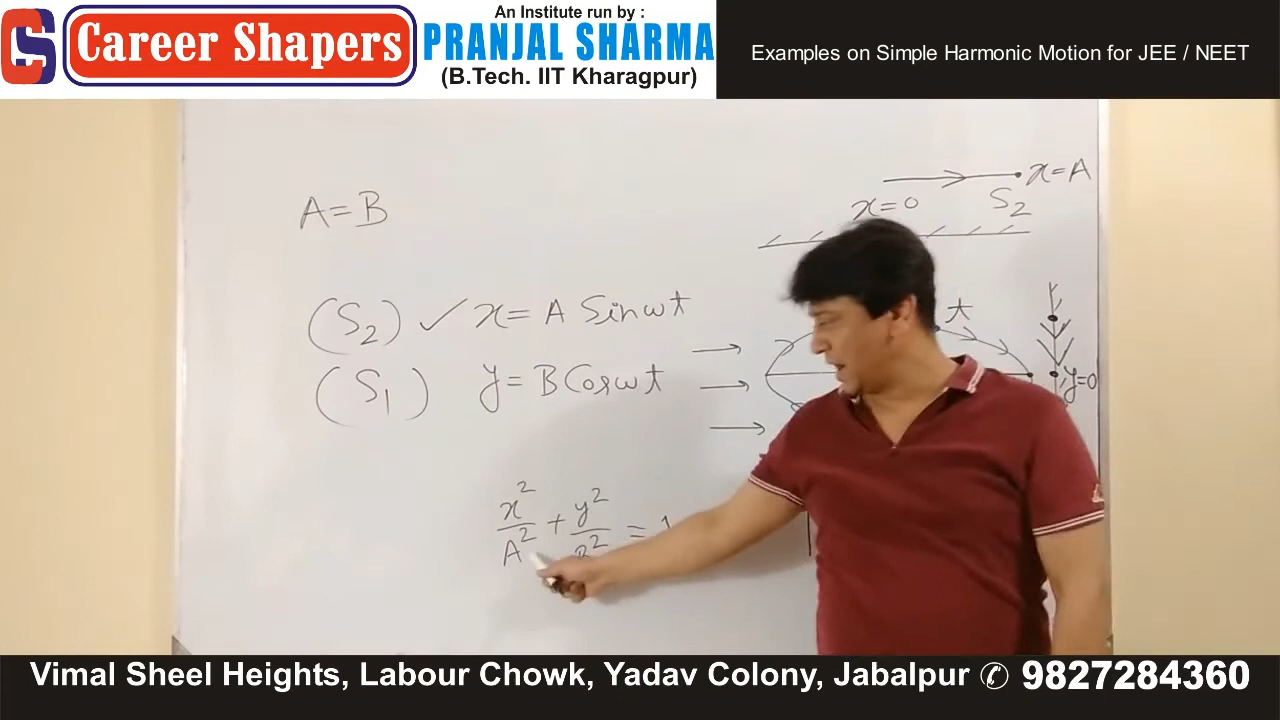 CS
Career Shapers
An Institute run by :
PRANJAL SHARMA
(B.Tech. IIT Kharagpur)
Examples on Simple Harmonic Motion for JEE / NEET
x=A
x=0 S₂
A=B
(S₂) ✓ x= A Sinωt
t
(S₁) y= B Cosωt
y=0
x²/A² + y²/B² = 1
Vimal Sheel Heights, Labour Chowk, Yadav Colony, Jabalpur ✆ 9827284360